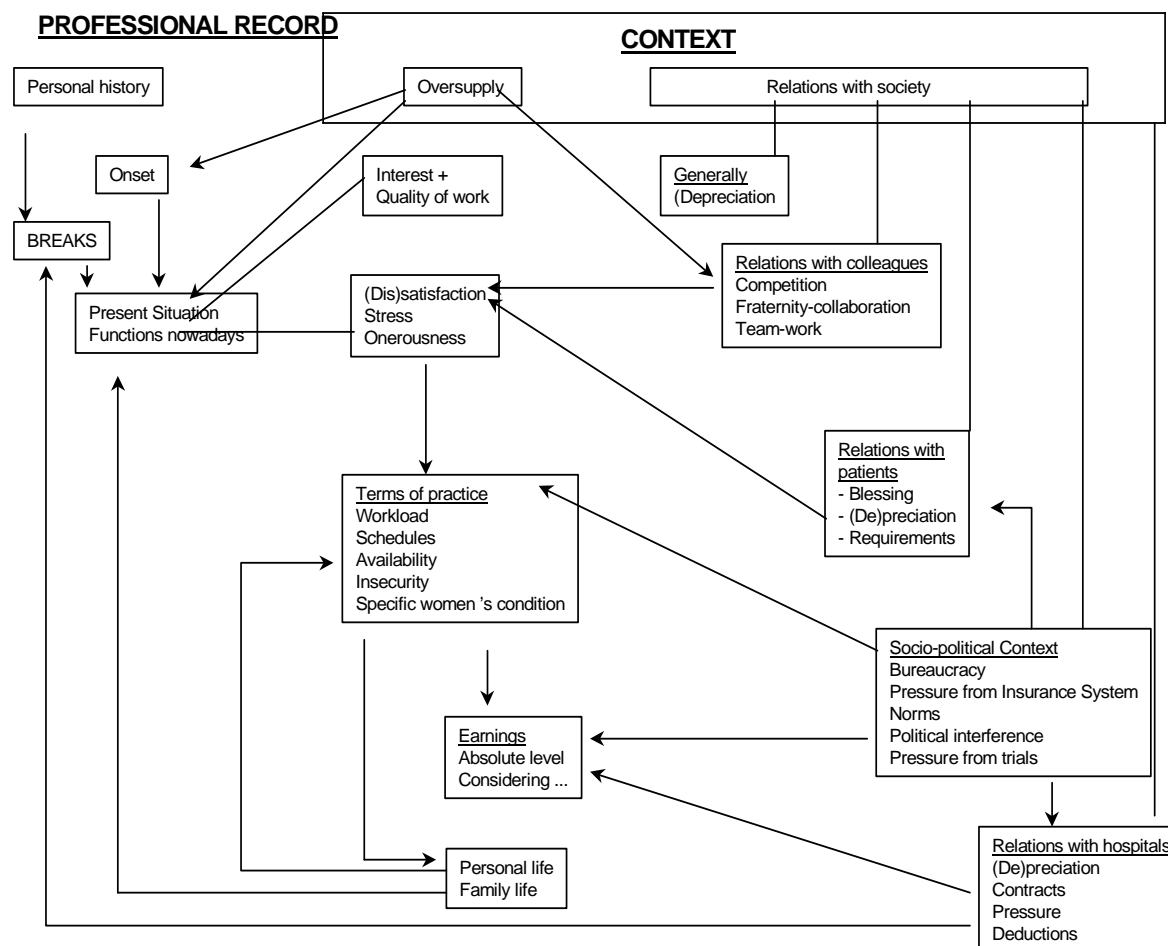 PROFESSIONAL RECORD
CONTEXT
Personal history
Oversupply
Relations with society
Onset
Interest +
Quality of work
Generally
(Depreciation
BREAKS
Relations with colleagues
Competition
Fraternity-collaboration
Team-work
(Dis)satisfaction
Stress
Onerousness
Present Situation
Functions nowadays
Relations with
patients
- Blessing
- (De)preciation
- Requirements
Terms of practice
Workload
Schedules
Availability
Insecurity
Specific women 's condition
Socio-political Context
Bureaucracy
Pressure from Insurance System
Norms
Political interference
Pressure from trials
Earnings
Absolute level
Considering ...
Relations with hospitals
(De)preciation
Contracts
Pressure
Deductions
Personal life
Family life